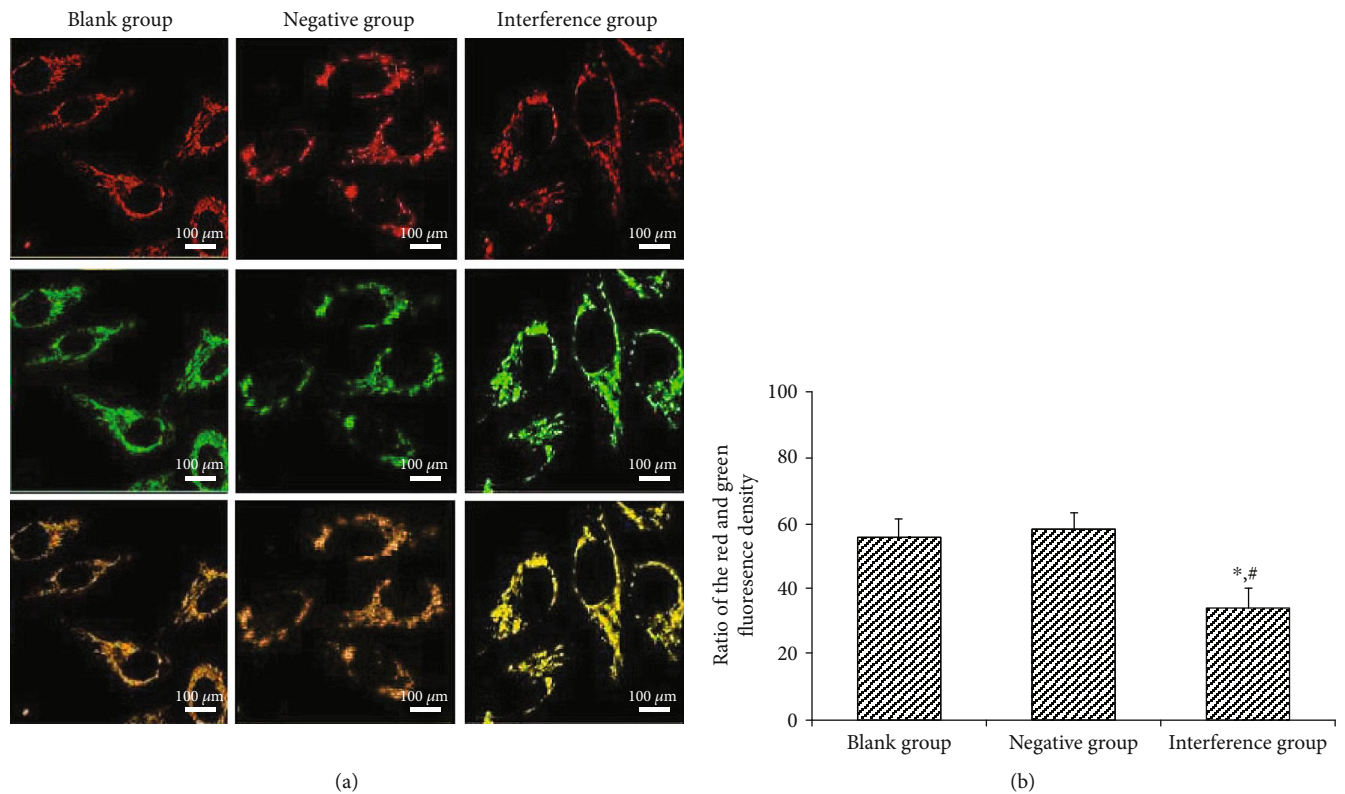 Blank group Negative group Interference group
100 μm 100 μm 100 μm
100 μm 100 μm 100 μm
100 μm 100 μm 100 μm
(a)
Ratio of the red and green
fluoresence density
100
80
60
40
20
0
*,#
Blank group Negative group Interference group
(b)